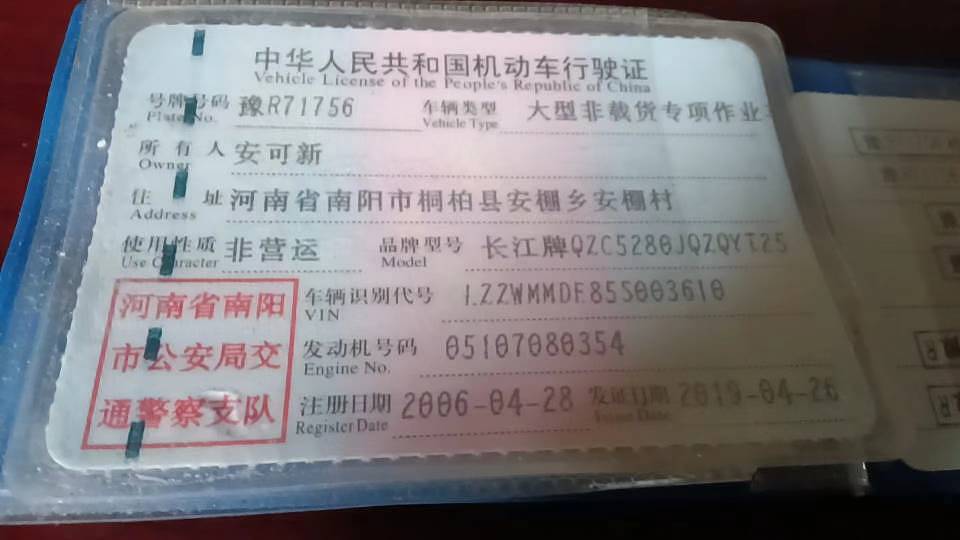 中华人民共和国机动车行驶证
Vehicle License of the People's Republic of China
号牌号码 豫R71756 车辆类型 大型非载货专项作业
Plate No. Vehicle Type
所有人 安可新
Owner
住址 河南省南阳市桐柏县安棚乡安棚村
Address
使用性质 非营运 品牌型号 长江牌QZC5280JQZQYT25
Use Character Model
河南省南阳
市公安局交
通警察支队
车辆识别代号 LZZWMMDF85S003610
VIN
发动机号码 05107080354
Engine No.
注册日期 2006-04-28 发证日期 2019-04-26
Register Date Issue Date